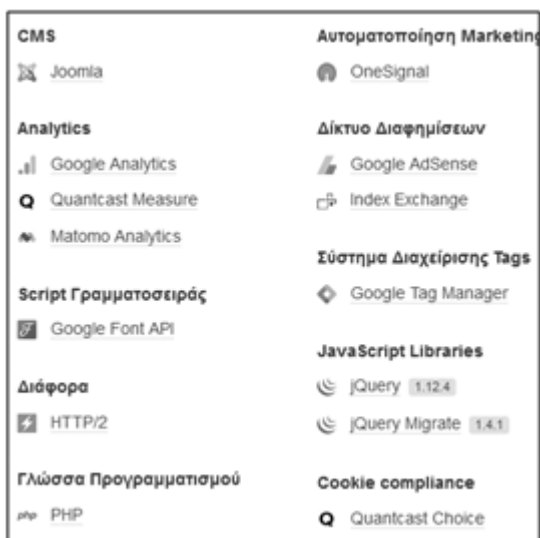 CMS
Joomla
Analytics
Google Analytics
Quantcast Measure
Matomo Analytics
Script Γραμματοσειράς
Google Font API
Διάφορα
HTTP/2
Γλώσσα Προγραμματισμού
php PHP
Αυτοματοποίηση Marketing
OneSignal
Δίκτυο Διαφημίσεων
Google AdSense
Index Exchange
Σύστημα Διαχείρισης Tags
Google Tag Manager
JavaScript Libraries
jQuery 1.12.4
jQuery Migrate 1.4.1
Cookie compliance
Quantcast Choice